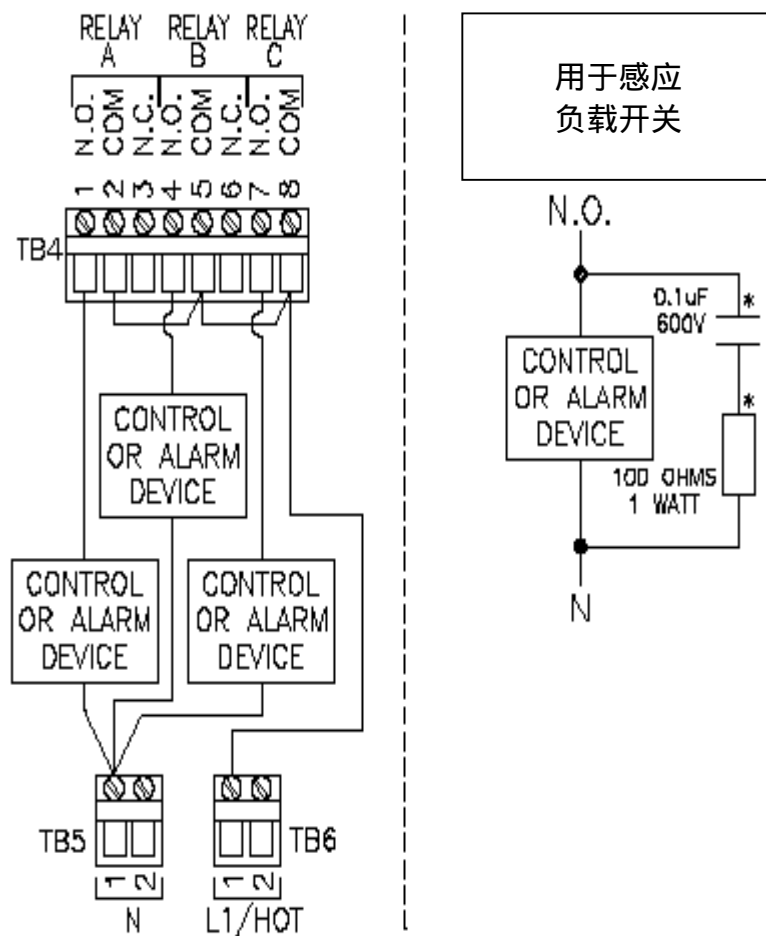 RELAY A
RELAY B
RELAY C
N.O.
COM
N.C.
N.O.
COM
N.C.
N.O.
COM
1 2 3 4 5 6 7 8
TB4
CONTROL
OR ALARM
DEVICE
CONTROL
OR ALARM
DEVICE
CONTROL
OR ALARM
DEVICE
TB5
1 2
N
TB6
1 2
L1/HOT
用于感应
负载开关
N.O.
0.1uF
600V
*
CONTROL
OR ALARM
DEVICE
*
100 OHMS
1 WATT
N